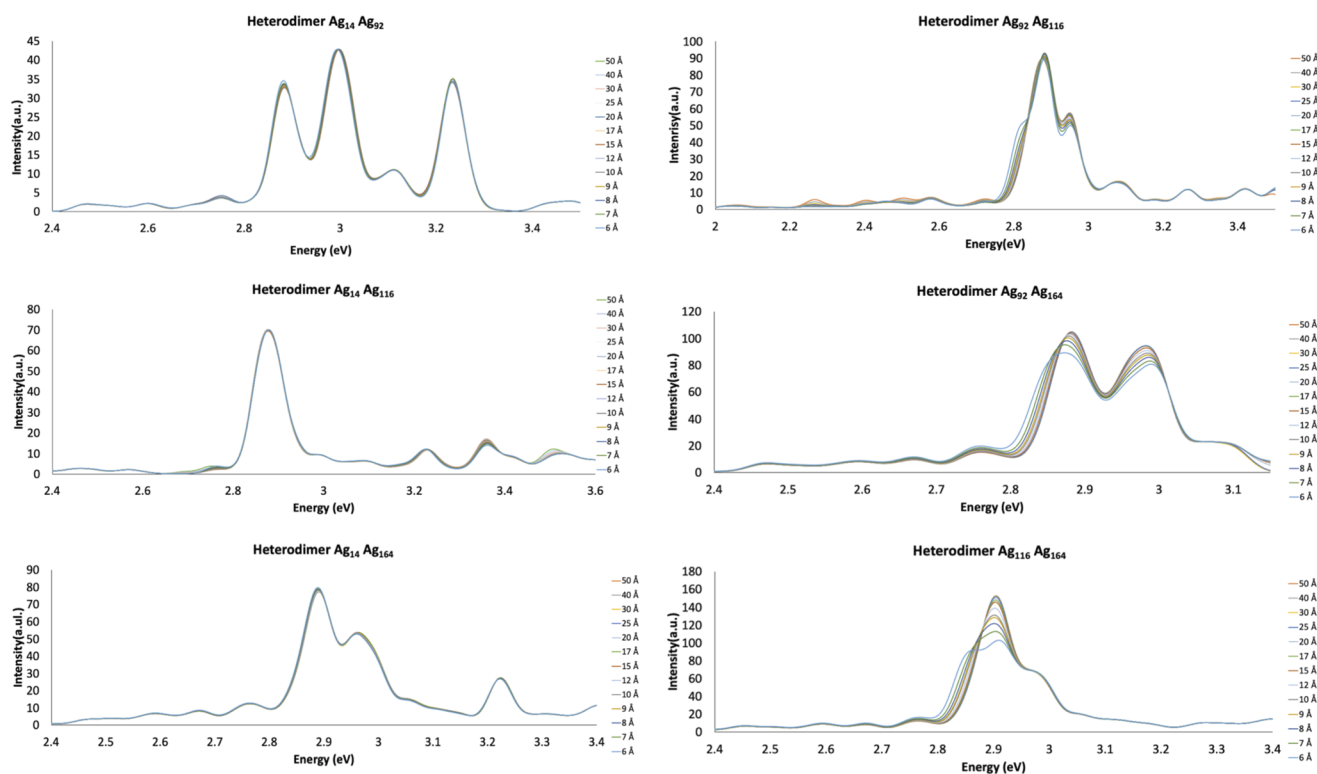 Heterodimer Ag₁₄ Ag₉₂
Intensity(a.u.)
45
40
35
30
25
20
15
10
5
0
2.4 2.6 2.8 3 3.2 3.4
Energy (eV)
50 Å
40 Å
30 Å
25 Å
20 Å
17 Å
15 Å
12 Å
10 Å
9 Å
8 Å
7 Å
6 Å
Heterodimer Ag₉₂ Ag₁₁₆
Intenrisy(a.u.)
100
90
80
70
60
50
40
30
20
10
0
2 2.2 2.4 2.6 2.8 3 3.2 3.4
Energy(eV)
50 Å
40 Å
30 Å
25 Å
20 Å
17 Å
15 Å
12 Å
10 Å
9 Å
8 Å
7 Å
6 Å
Heterodimer Ag₁₄ Ag₁₁₆
Intensity(a.u.)
80
70
60
50
40
30
20
10
0
2.4 2.6 2.8 3 3.2 3.4 3.6
Energy (eV)
50 Å
40 Å
30 Å
25 Å
20 Å
17 Å
15 Å
12 Å
10 Å
9 Å
8 Å
7 Å
6 Å
Heterodimer Ag₉₂ Ag₁₆₄
Intensity(a.u.)
120
100
80
60
40
20
0
2.4 2.5 2.6 2.7 2.8 2.9 3 3.1
Energy (eV)
50 Å
40 Å
30 Å
25 Å
20 Å
17 Å
15 Å
12 Å
10 Å
9 Å
8 Å
7 Å
6 Å
Heterodimer Ag₁₄ Ag₁₆₄
Intensity(a.ul.)
90
80
70
60
50
40
30
20
10
0
2.4 2.5 2.6 2.7 2.8 2.9 3 3.1 3.2 3.3 3.4
Energy (eV)
50 Å
40 Å
30 Å
25 Å
20 Å
17 Å
15 Å
12 Å
10 Å
9 Å
8 Å
7 Å
6 Å
Heterodimer Ag₁₁₆ Ag₁₆₄
Intensity(a.u.)
180
160
140
120
100
80
60
40
20
0
2.4 2.5 2.6 2.7 2.8 2.9 3 3.1 3.2 3.3 3.4
Energy (eV)
50 Å
40 Å
30 Å
25 Å
20 Å
17 Å
15 Å
12 Å
10 Å
9 Å
8 Å
7 Å
6 Å